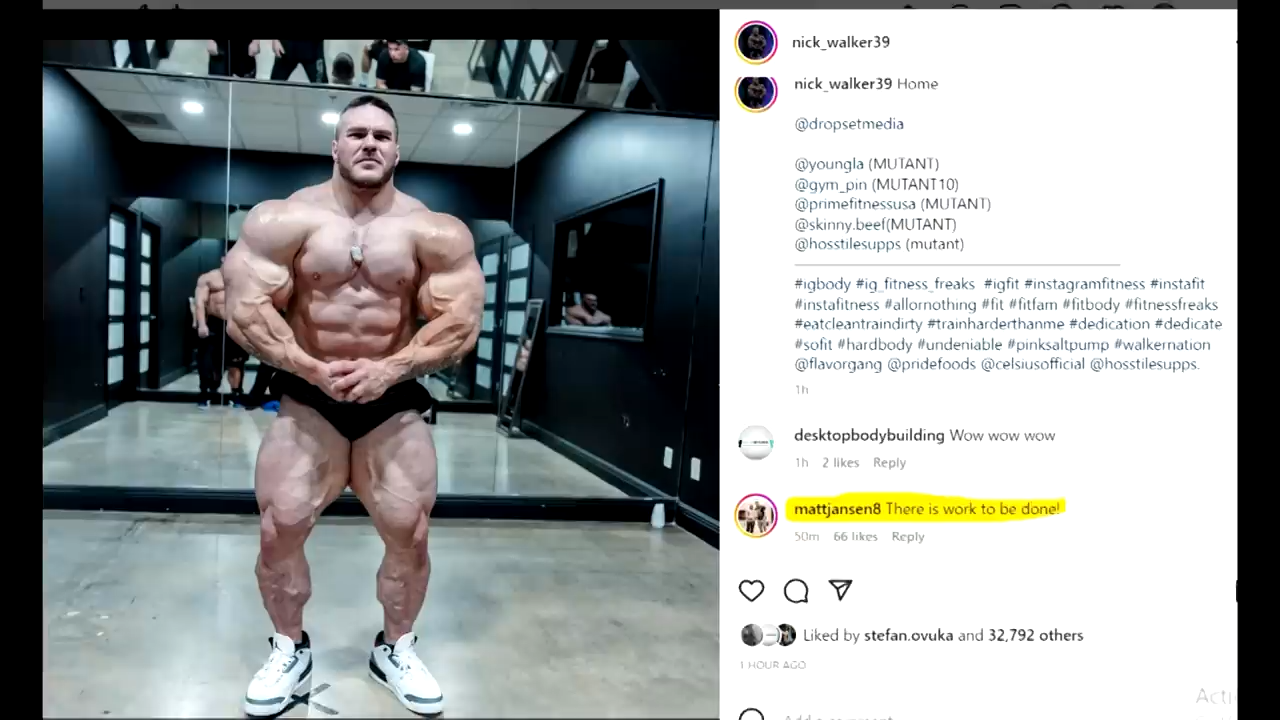 nick_walker39
nick_walker39 Home
@dropsetmedia
@youngla (MUTANT)
@gym_pin (MUTANT10)
@primefitnessusa (MUTANT)
@skinny.beef(MUTANT)
@hosstilesupps (mutant)
#igbody #ig_fitness_freaks #igfit #instagramfitness #instafit
#instafitness #allornothing #fit #fitfam #fitbody #fitnessfreaks
#eatcleantraindirty #trainharderthanme #dedication #dedicate
#sofit #hardbody #undeniable #pinksaltpump #walkernation
@flavorgang @pridefoods @celsiusofficial @hosstilesupps.
1h
desktopbodybuilding Wow wow wow
1h 2 likes Reply
mattjansen8 There is work to be done!
50m 66 likes Reply
Liked by stefan.ovuka and 32,792 others
1 HOUR AGO
Acti
Add a comment